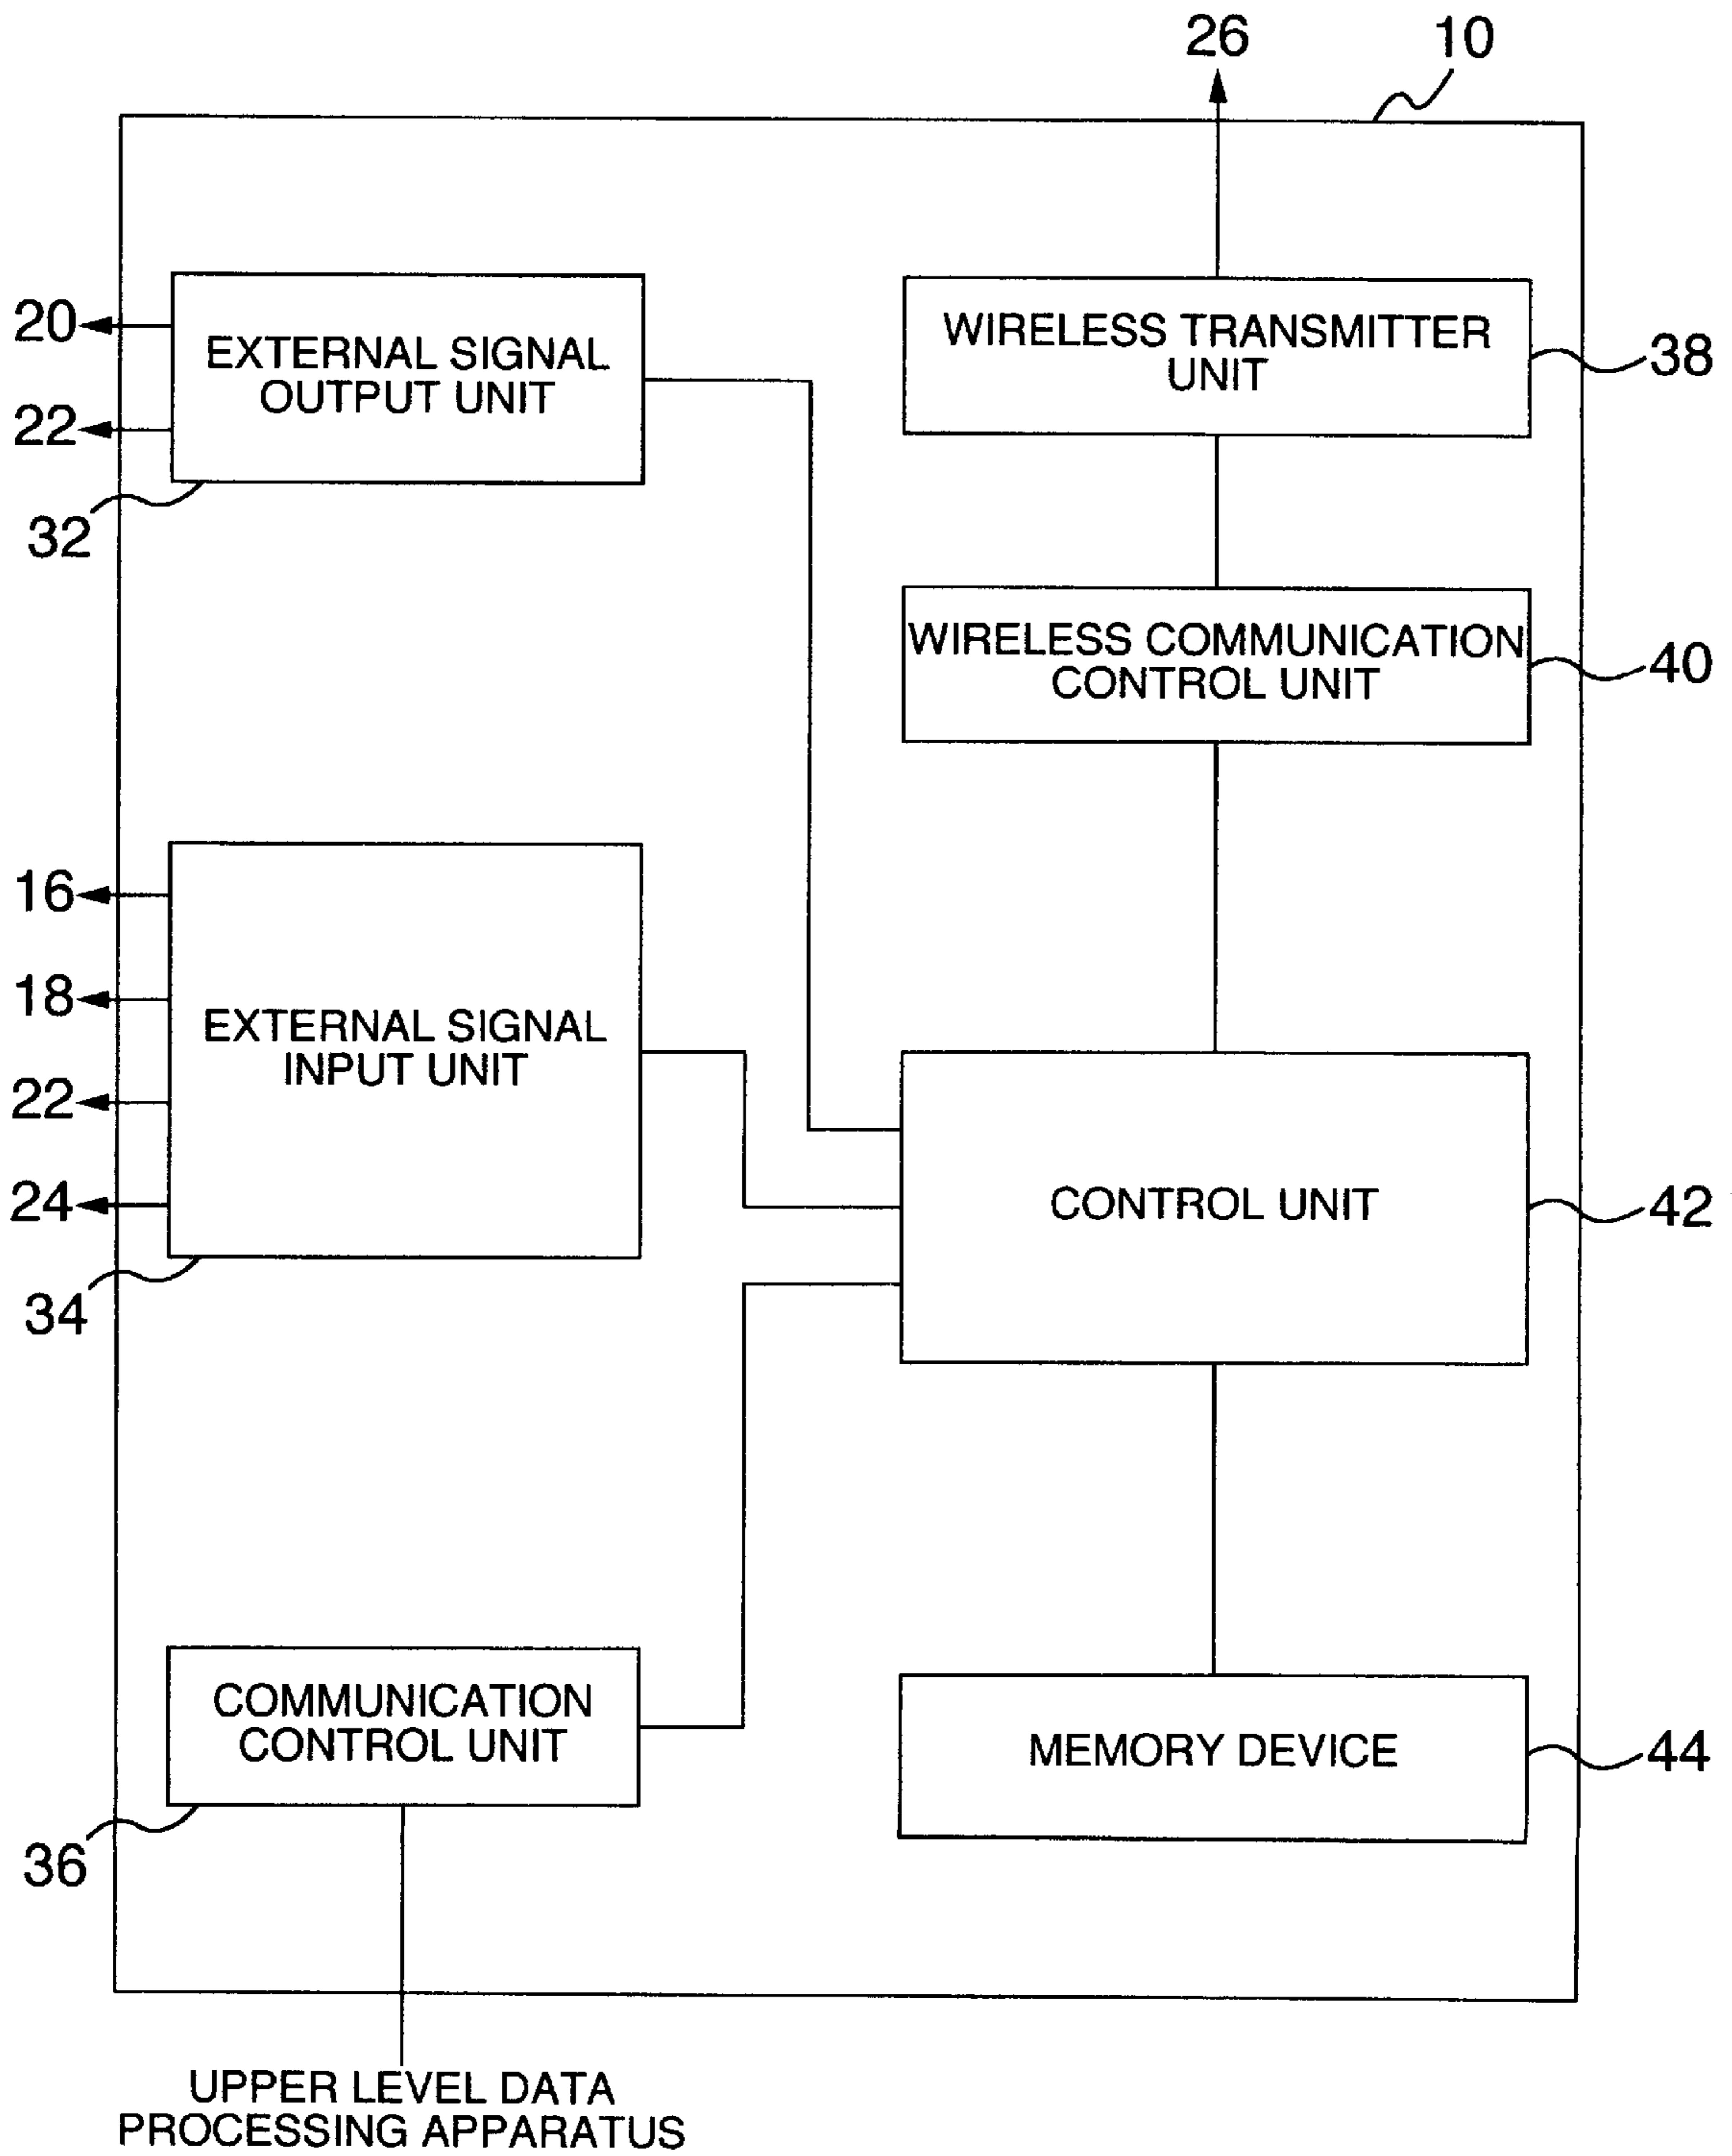 26
10
20
EXTERNAL SIGNAL
OUTPUT UNIT
22
32
WIRELESS TRANSMITTER
UNIT
38
WIRELESS COMMUNICATION
CONTROL UNIT
40
16
18
EXTERNAL SIGNAL
INPUT UNIT
22
24
34
CONTROL UNIT
42
COMMUNICATION
CONTROL UNIT
36
MEMORY DEVICE
44
UPPER LEVEL DATA
PROCESSING APPARATUS